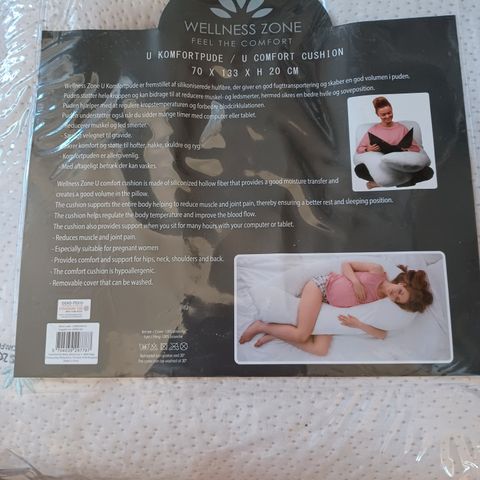 WELLNESS ZONE
FEEL THE COMFORT
U KOMFORTPUDE / U COMFORT CUSHION
70 X 133 X H 20 CM
Wellness Zone U Komfortpude er fremstillet af silikoniserede hulfibre, der giver en god fugttransportering og skaber en god volumen i puden.
Puden støtter hele kroppen og kan bidrage til at reducere muskel- og ledsmerter, hermed sikres en bedre hvile og soveposition.
Puden hjælper med at regulere kropstemperaturen og forbedre blodcirkulationen.
Puden understøtter også når du sidder mange timer med computer eller tablet.
- Reducerer muskel og led smerter.
velegnet til gravide.
komfort og støtte til hofter, nakke, skuldre og ryg
- Komfortpuden er allergivenlig.
- Med aftageligt betræk der kan vaskes.
Wellness Zone U comfort cushion is made of siliconized hollow fiber that provides a good moisture transfer and
creates a good volume in the pillow.
The cushion supports the entire body helping to reduce muscle and joint pain, thereby ensuring a better rest and sleeping position.
The cushion helps regulate the body temperature and improve the blood flow.
The cushion also provides support when you sit for many hours with your computer or tablet.
- Reduces muscle and joint pain.
- Especially suitable for pregnant women
- Provides comfort and support for hips, neck, shoulders and back.
- The comfort cushion is hypoallergenic.
- Removable cover that can be washed.